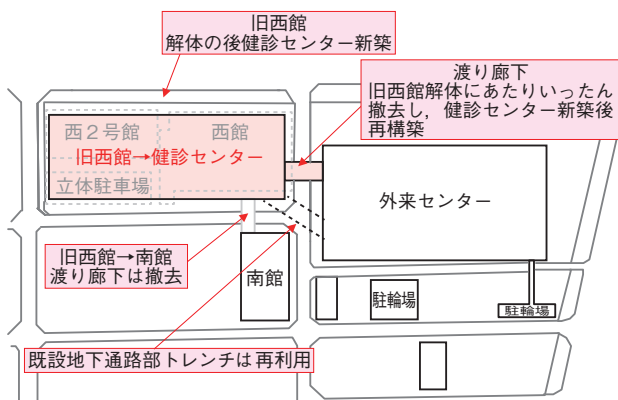 旧西館
解体の後健診センター新築
渡り廊下
旧西館解体にあたりいったん
撤去し，健診センター新築後
再構築
西２号館
西館
旧西館→健診センター
立体駐車場
外来センター
旧西館→南館
渡り廊下は撤去
南館
駐輪場
駐輪場
既設地下通路部トレンチは再利用